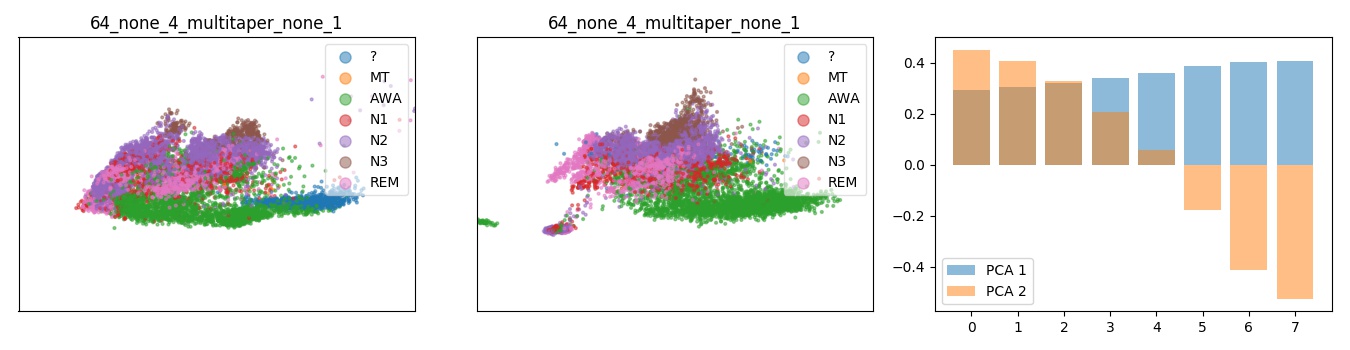 64_none_4_multitaper_none_1
?
MT
AWA
N1
N2
N3
REM
64_none_4_multitaper_none_1
?
MT
AWA
N1
N2
N3
REM
0.4
0.2
0.0
−0.2
−0.4
PCA 1
PCA 2
0 1 2 3 4 5 6 7